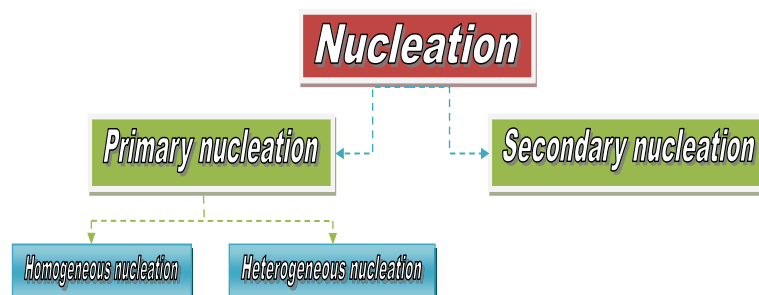 Nucleation
Primary nucleation
Secondary nucleation
Homogeneous nucleation
Heterogeneous nucleation